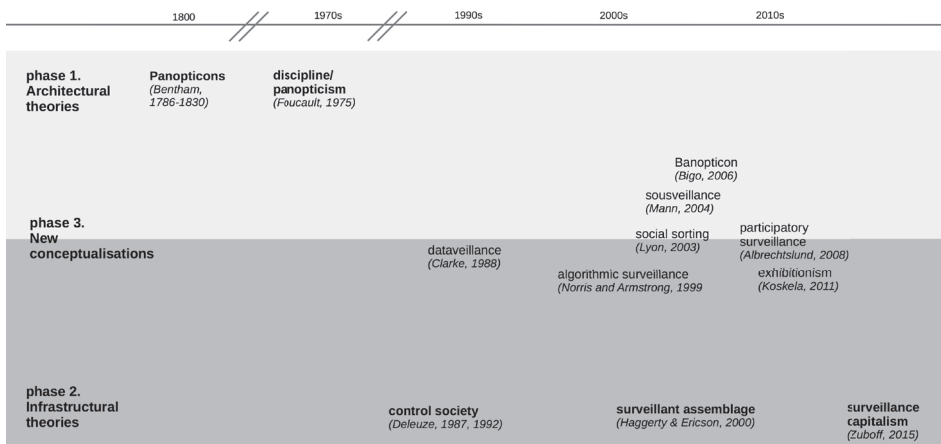 1800
1970s
1990s
2000s
2010s
phase 1.
Architectural
theories
Panopticons
(Bentham,
1786-1830)
discipline/
panopticism
(Foucault, 1975)
Banopticon
(Bigo, 2006)
sousveillance
(Mann, 2004)
phase 3.
New
conceptualisations
social sorting
(Lyon, 2003)
participatory
surveillance
(Albrechtslund, 2008)
dataveillance
(Clarke, 1988)
algorithmic surveillance
(Norris and Armstrong, 1999
exhibitionism
(Koskela, 2011)
phase 2.
Infrastructural
theories
control society
(Deleuze, 1987, 1992)
surveillant assemblage
(Haggerty & Ericson, 2000)
surveillance
capitalism
(Zuboff, 2015)